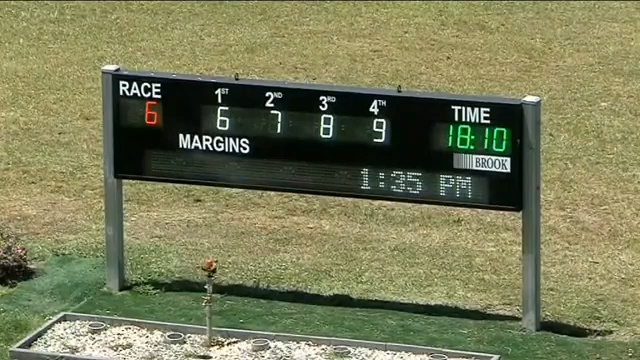 RACE 1ST 2ND 3RD 4TH TIME
6 6 7 8 9 18:10
MARGINS BROOK
1:35 PM